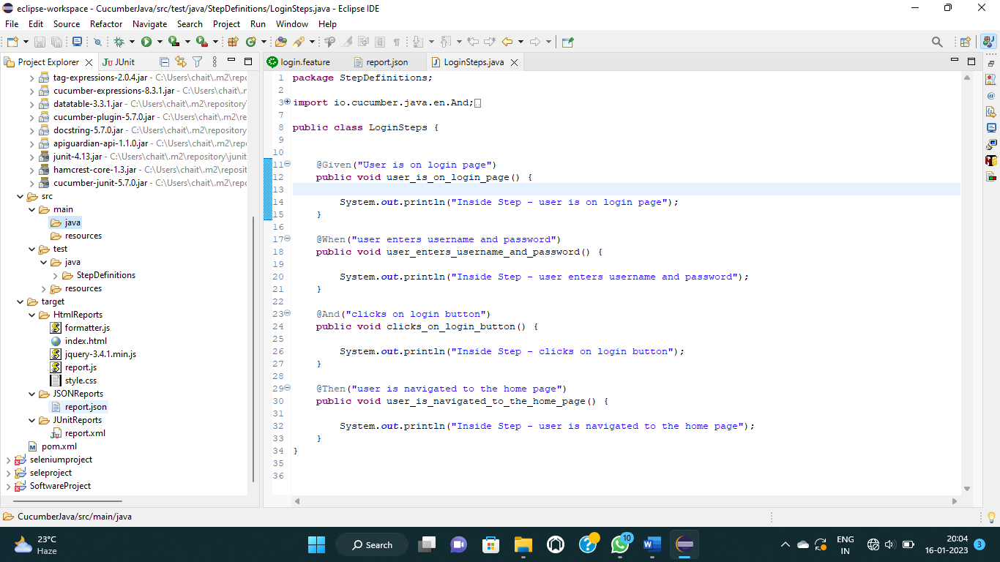 eclipse-workspace - CucumberJava/src/test/java/StepDefinitions/LoginSteps.java - Eclipse IDE
File Edit Source Refactor Navigate Search Project Run Window Help
Project Explorer
JUnit
tag-expressions-2.0.4.jar - C:\Users\chait\.m2\repo
cucumber-expressions-8.3.1.jar - C:\Users\chait\.
datatable-3.3.1.jar - C:\Users\chait\.m2\repository
cucumber-plugin-5.7.0.jar - C:\Users\chait\.m2\re
docstring-5.7.0.jar - C:\Users\chait\.m2\repository
apiguardian-api-1.1.0.jar - C:\Users\chait\.m2\rep
junit-4.13.jar - C:\Users\chait\.m2\repository\junit
hamcrest-core-1.3.jar - C:\Users\chait\.m2\reposit
cucumber-junit-5.7.0.jar - C:\Users\chait\.m2\rep
src
main
java
resources
test
java
StepDefinitions
resources
target
HtmlReports
formatter.js
index.html
jquery-3.4.1.min.js
report.js
style.css
JSONReports
report.json
JUnitReports
report.xml
pom.xml
seleniumproject
seleproject
SoftwareProject
login.feature
report.json
LoginSteps.java
1 package StepDefinitions;
2
3 import io.cucumber.java.en.And;
7
8 public class LoginSteps {
9
10
11 @Given("User is on login page")
12 public void user_is_on_login_page() {
13
14 System.out.println("Inside Step - user is on login page");
15 }
16
17 @When("user enters username and password")
18 public void user_enters_username_and_password() {
19
20 System.out.println("Inside Step - user enters username and password");
21 }
22
23 @And("clicks on login button")
24 public void clicks_on_login_button() {
25
26 System.out.println("Inside Step - clicks on login button");
27 }
28
29 @Then("user is navigated to the home page")
30 public void user_is_navigated_to_the_home_page() {
31
32 System.out.println("Inside Step - user is navigated to the home page");
33 }
34 }
35
36
CucumberJava/src/main/java
23°C
Haze
Search
10
ENG
IN
20:04
16-01-2023
3